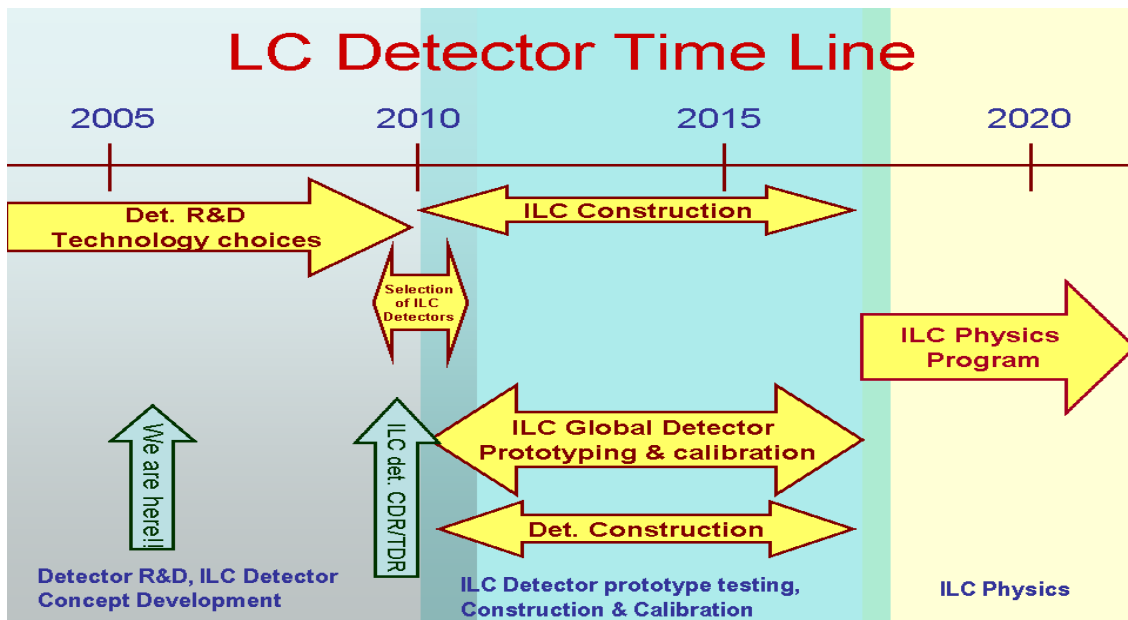 LC Detector Time Line
2005
2010
2015
2020
Det. R&D
Technology choices
ILC Construction
Selection
of ILC
Detectors
ILC Physics
Program
We are here!!
ILC det. CDR/TDR
ILC Global Detector
Prototyping & calibration
Det. Construction
Detector R&D, ILC Detector
Concept Development
ILC Detector prototype testing,
Construction & Calibration
ILC Physics